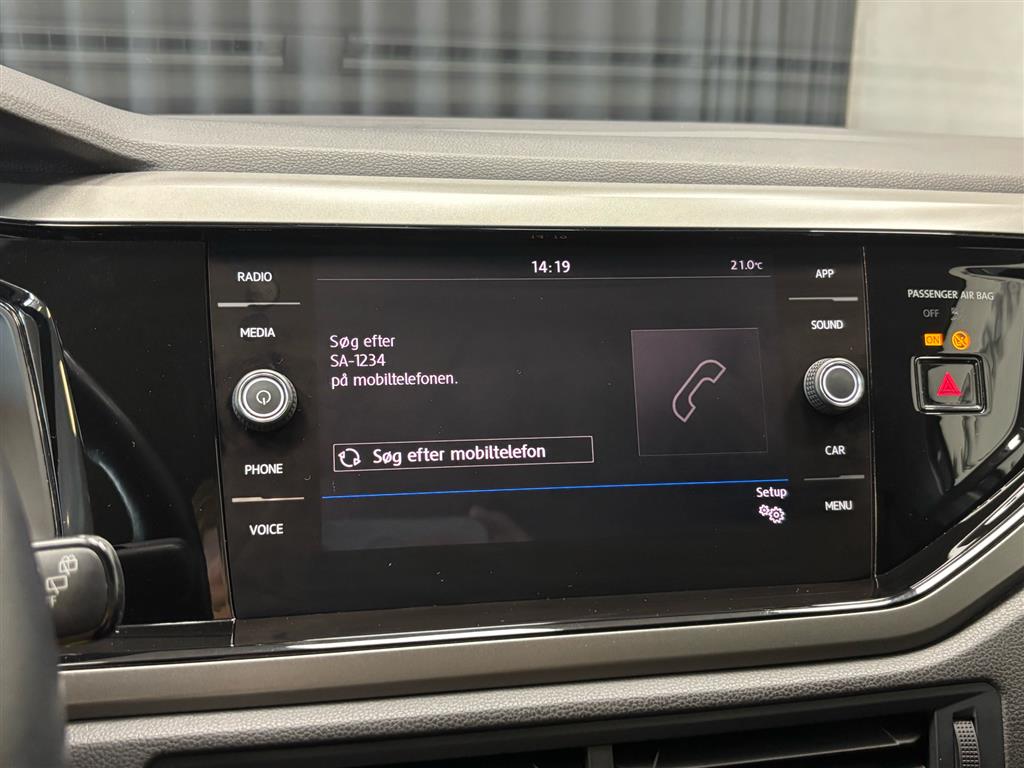 14:19
21.0°C
RADIO
MEDIA
PHONE
VOICE
Søg efter
SA-1234
på mobiltelefonen.
Søg efter mobiltelefon
Setup
APP
SOUND
CAR
MENU
PASSENGER AIR BAG
OFF
ON